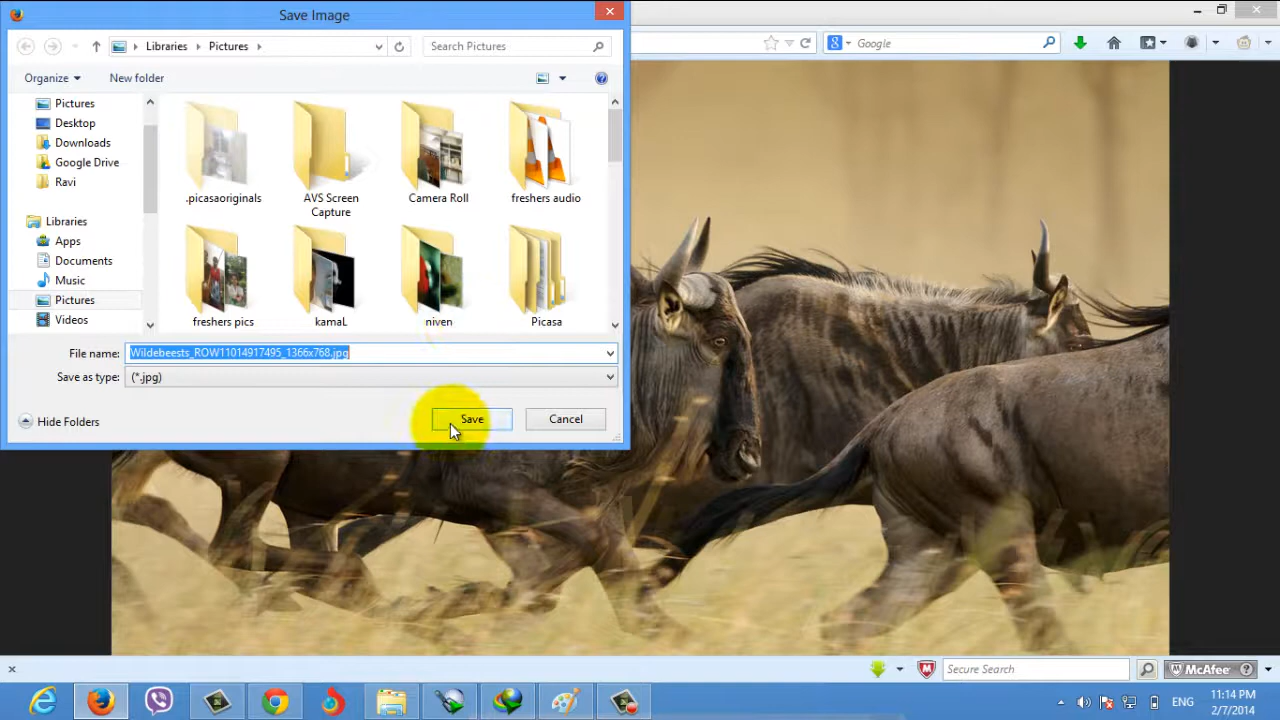 Save Image
Libraries
Pictures
Search Pictures
Google
Organize
New folder
Pictures
Desktop
Downloads
Google Drive
Ravi
Libraries
Apps
Documents
Music
Pictures
Videos
.picasaoriginals
AVS Screen
Capture
Camera Roll
freshers audio
freshers pics
kamaL
niven
Picasa
File name:
Wildebeests_ROW11014917495_1366x768.jpg
Save as type:
(*.jpg)
Hide Folders
Save
Cancel
Secure Search
McAfee
ENG
11:14 PM
2/7/2014